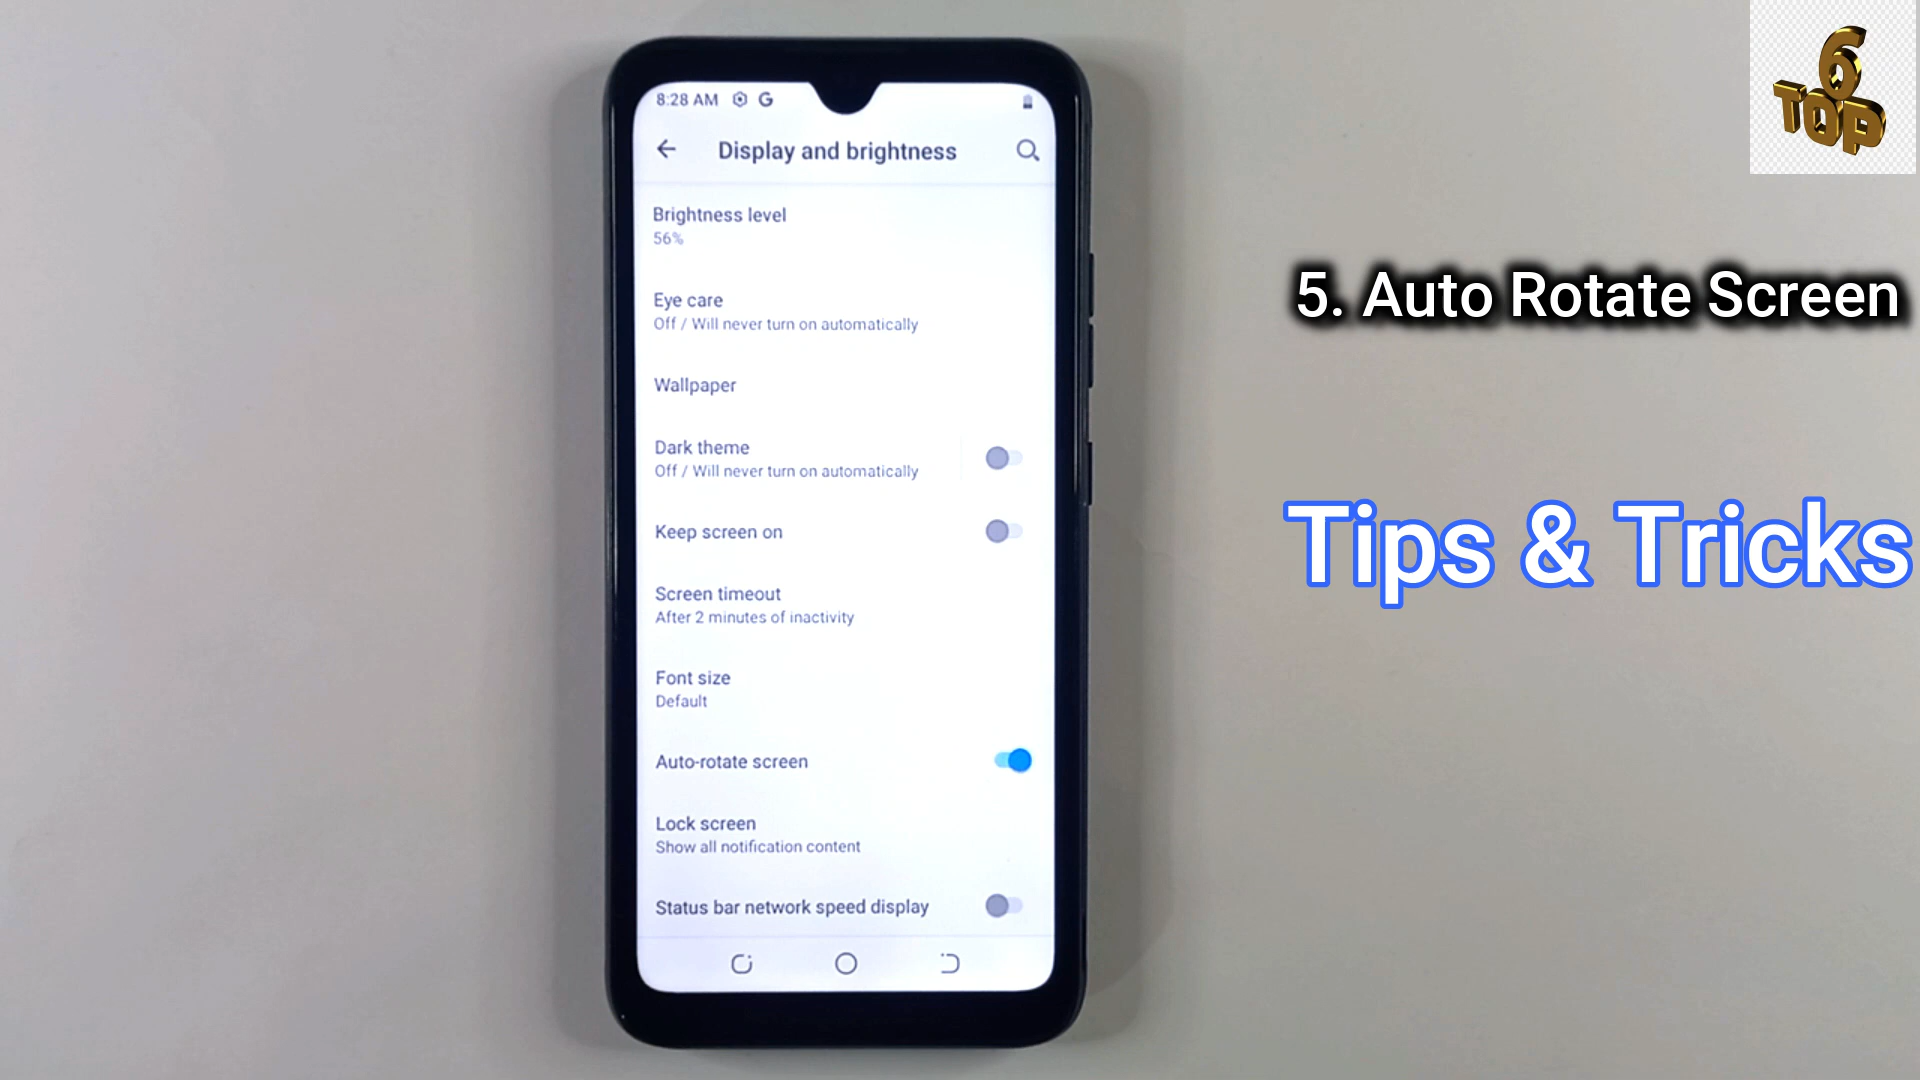 8:28 AM
Display and brightness
Brightness level
56%
Eye care
Off / Will never turn on automatically
Wallpaper
Dark theme
Off / Will never turn on automatically
Keep screen on
Screen timeout
After 2 minutes of inactivity
Font size
Default
Auto-rotate screen
Lock screen
Show all notification content
Status bar network speed display
6
TOP
5. Auto Rotate Screen
Tips & Tricks